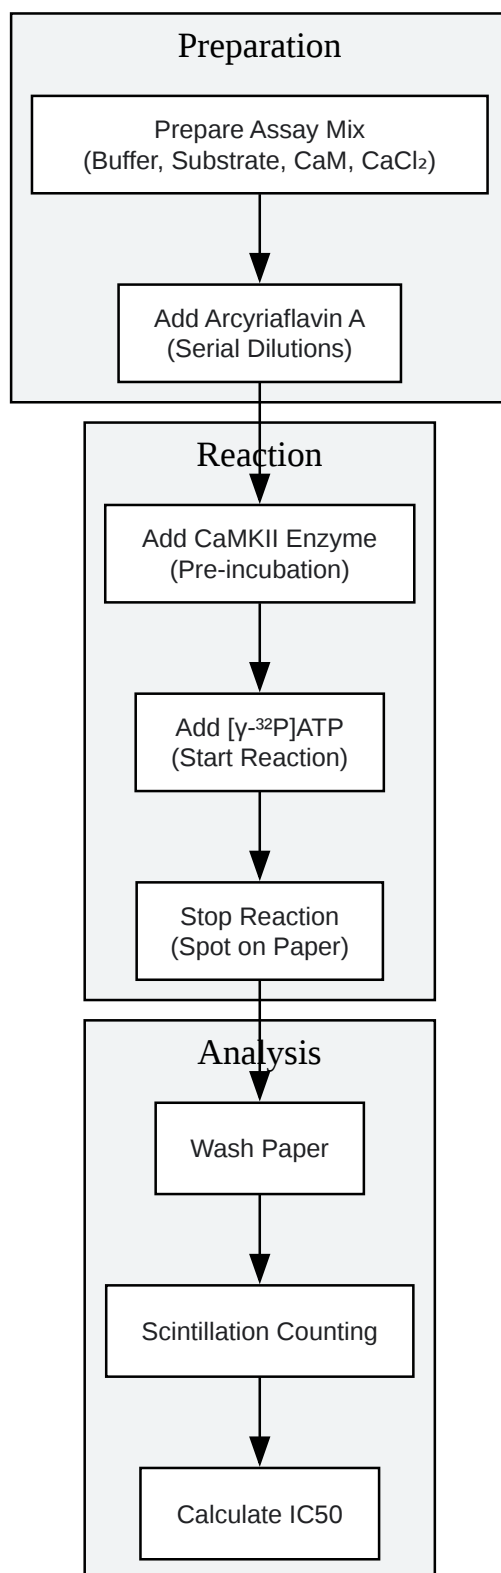 Preparation
Prepare Assay Mix
(Buffer, Substrate, CaM, CaCl₂)
Add Arcyriaflavin A
(Serial Dilutions)
Reaction
Add CaMKII Enzyme
(Pre-incubation)
Add [γ-³²P]ATP
(Start Reaction)
Stop Reaction
(Spot on Paper)
Analysis
Wash Paper
Scintillation Counting
Calculate IC50